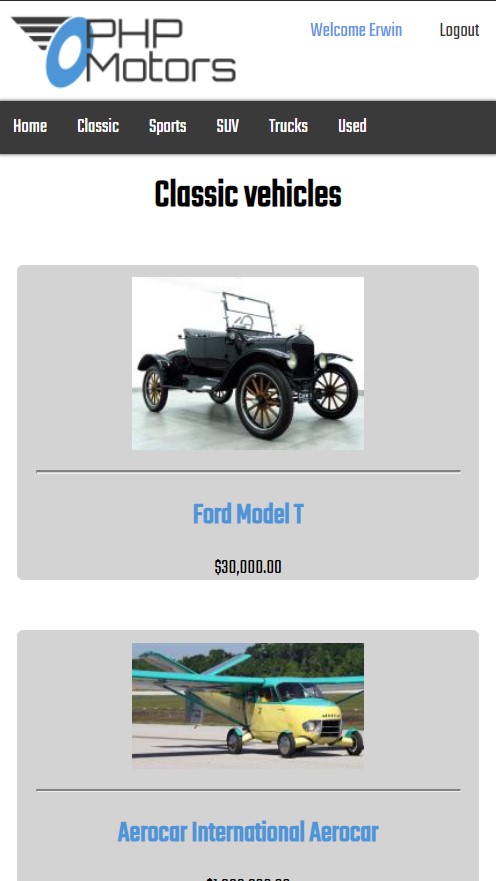 PHP
Motors
Welcome Erwin
Logout
Home Classic Sports SUV Trucks Used
Classic vehicles
Ford Model T
$30,000.00
Aerocar International Aerocar